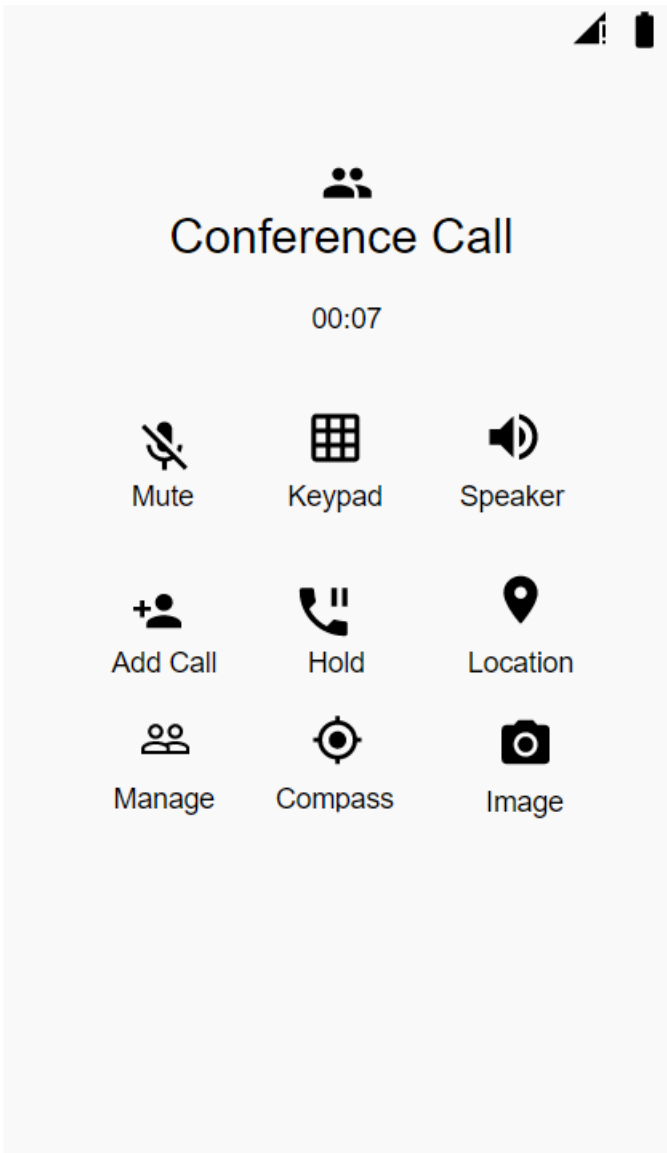 Conference Call
00:07
Mute Keypad Speaker
Add Call Hold Location
Manage Compass Image